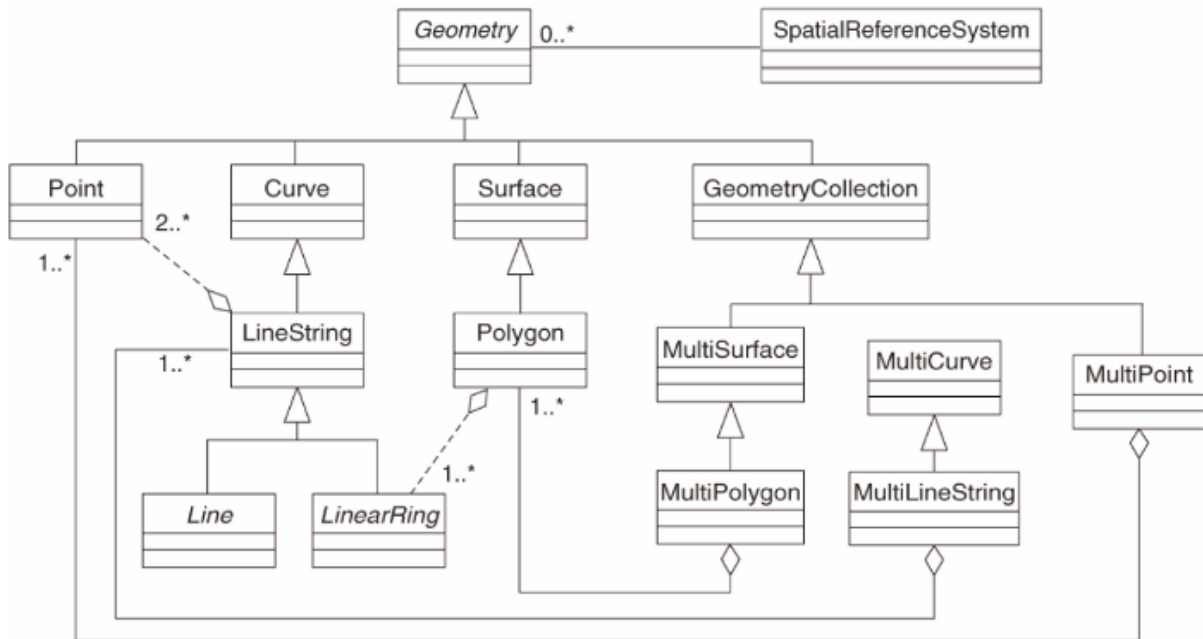 Geometry
0..*
SpatialReferenceSystem
Point
Curve
Surface
GeometryCollection
2..*
1..*
LineString
Polygon
MultiSurface
MultiCurve
MultiPoint
1..*
1..*
1..*
Line
LinearRing
MultiPolygon
MultiLineString